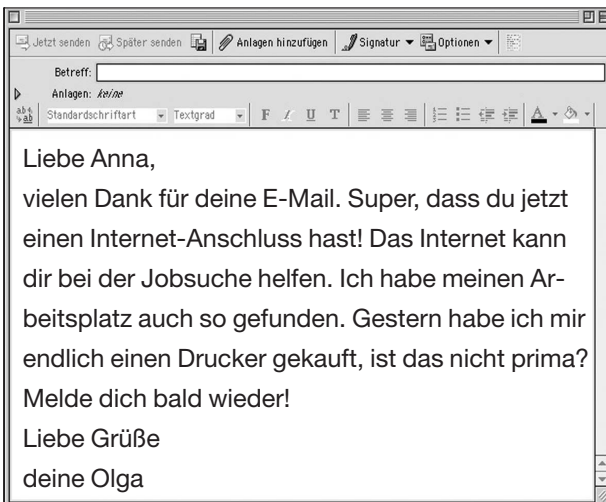 Jetzt senden Später senden Anlagen hinzufügen Signatur Optionen
Betreff:
Anlagen: keine
Standardschriftart Textgrad F I U T A
Liebe Anna,
vielen Dank für deine E-Mail. Super, dass du jetzt
einen Internet-Anschluss hast! Das Internet kann
dir bei der Jobsuche helfen. Ich habe meinen Ar-
beitsplatz auch so gefunden. Gestern habe ich mir
endlich einen Drucker gekauft, ist das nicht prima?
Melde dich bald wieder!
Liebe Grüße
deine Olga